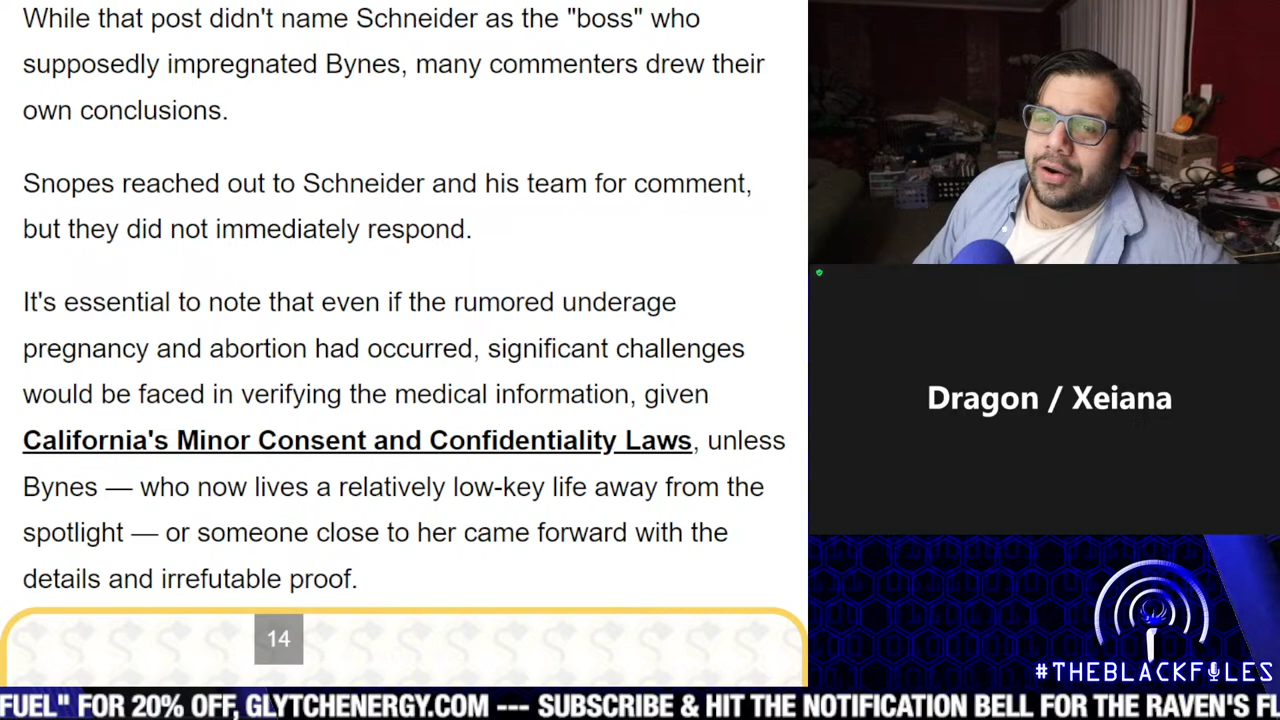 While that post didn't name Schneider as the "boss" who
supposedly impregnated Bynes, many commenters drew their
own conclusions.
Snopes reached out to Schneider and his team for comment,
but they did not immediately respond.
It's essential to note that even if the rumored underage
pregnancy and abortion had occurred, significant challenges
would be faced in verifying the medical information, given
California's Minor Consent and Confidentiality Laws, unless
Bynes — who now lives a relatively low-key life away from the
spotlight — or someone close to her came forward with the
details and irrefutable proof.
14
Dragon / Xeiana
#THEBLACKFILES
FUEL" FOR 20% OFF, GLYTCHENERGY.COM --- SUBSCRIBE & HIT THE NOTIFICATION BELL FOR THE RAVEN'S